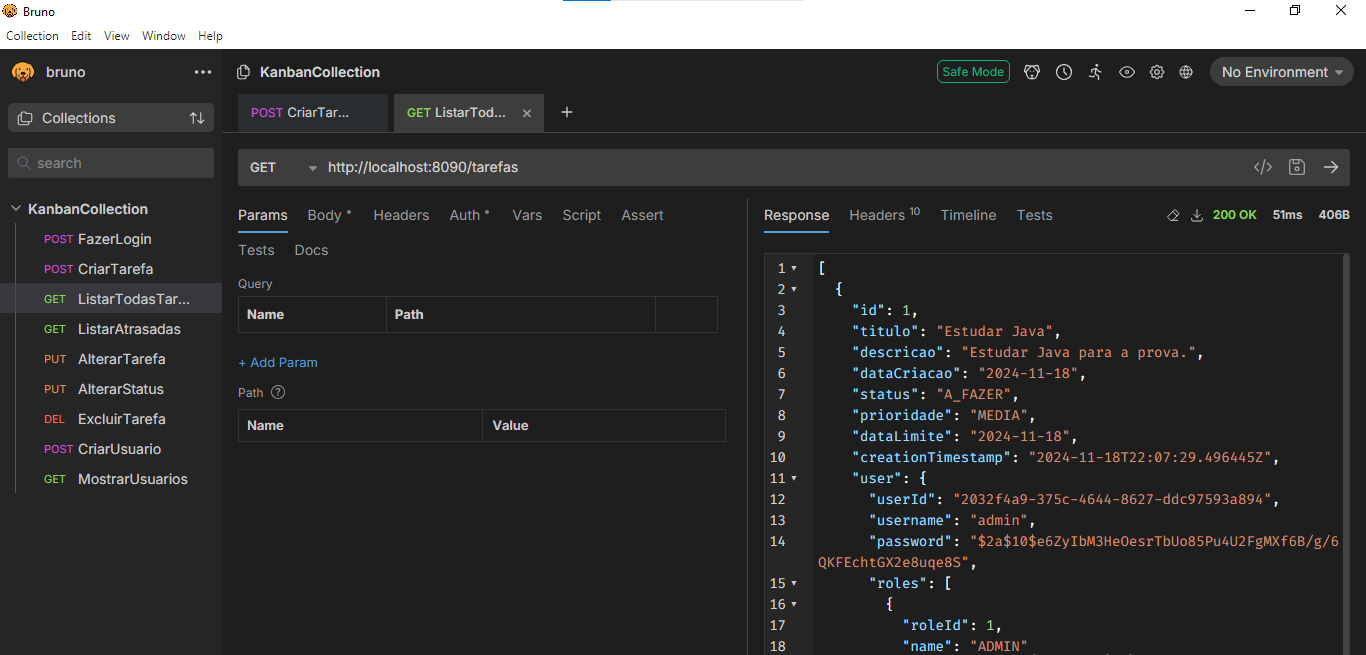 Bruno
Collection Edit View Window Help
bruno
KanbanCollection
Safe Mode
No Environment
Collections
POST CriarTar...
GET ListarTod...
search
GET http://localhost:8090/tarefas
KanbanCollection
POST FazerLogin
POST CriarTarefa
GET ListarTodasTar...
GET ListarAtrasadas
PUT AlterarTarefa
PUT AlterarStatus
DEL ExcluirTarefa
POST CriarUsuario
GET MostrarUsuarios
Params Body Headers Auth Vars Script Assert
Tests Docs
Query
Name Path
+ Add Param
Path ?
Name Value
Response Headers 10 Timeline Tests
200 OK 51ms 406B
1 [
2 {
3 "id": 1,
4 "titulo": "Estudar Java",
5 "descricao": "Estudar Java para a prova.",
6 "dataCriacao": "2024-11-18",
7 "status": "A_FAZER",
8 "prioridade": "MEDIA",
9 "dataLimite": "2024-11-18",
10 "creationTimestamp": "2024-11-18T22:07:29.496445Z",
11 "user": {
12 "userId": "2032f4a9-375c-4644-8627-ddc97593a894",
13 "username": "admin",
14 "password": "$2a$10$e6ZyIbM3HeOesrTbUo85Pu4U2FgMXf6B/g/6
QKFEchtGX2e8uqe8S",
15 "roles": [
16 {
17 "roleId": 1,
18 "name": "ADMIN"